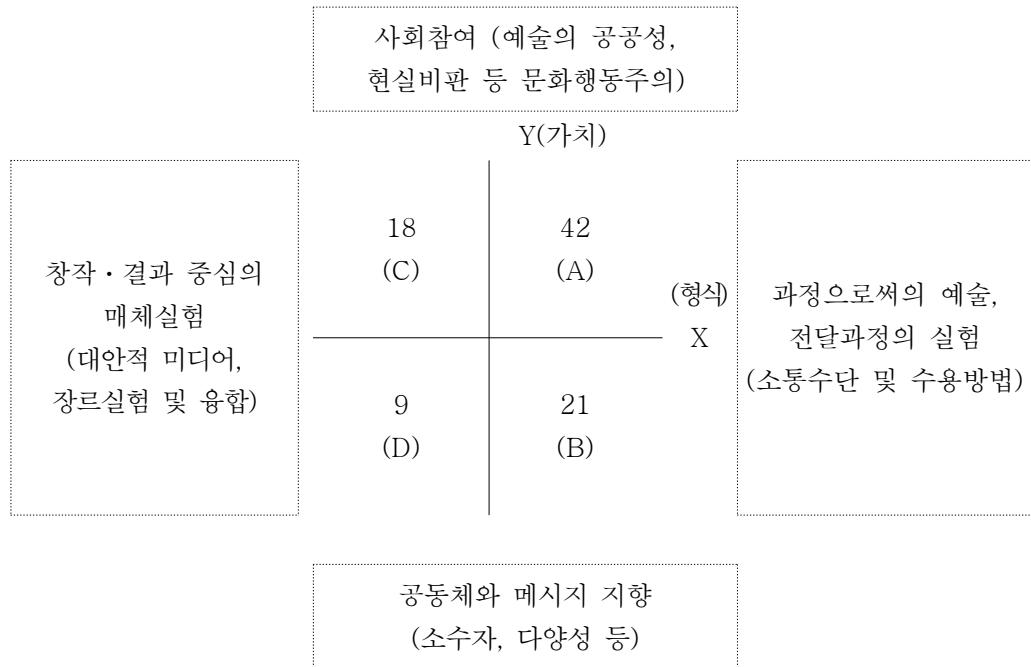 사회참여 (예술의 공공성,
현실비판 등 문화행동주의)
Y(가치)
창작・결과 중심의
매체실험
(대안적 미디어,
장르실험 및 융합)
18
(C)
42
(A)
9
(D)
21
(B)
(형식)
X
과정으로써의 예술,
전달과정의 실험
(소통수단 및 수용방법)
공동체와 메시지 지향
(소수자, 다양성 등)